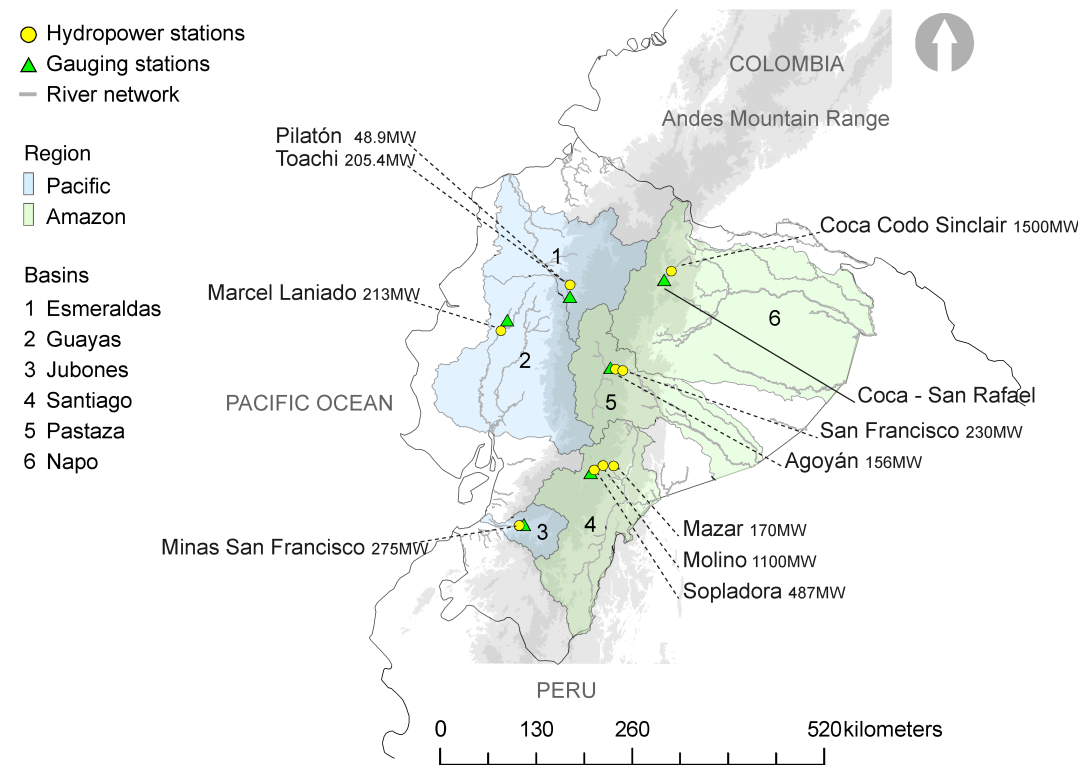 Hydropower stations
Gauging stations
River network
Region
Pacific
Amazon
Basins
1 Esmeraldas
2 Guayas
3 Jubones
4 Santiago
5 Pastaza
6 Napo
COLOMBIA
Andes Mountain Range
Pilatón 48.9MW
Toachi 205.4MW
Coca Codo Sinclair 1500MW
Marcel Laniado 213MW
1
2
6
5
PACIFIC OCEAN
Coca - San Rafael
San Francisco 230MW
Agoyán 156MW
3
4
Minas San Francisco 275MW
Mazar 170MW
Molino 1100MW
Sopladora 487MW
PERU
0 130 260 520kilometers